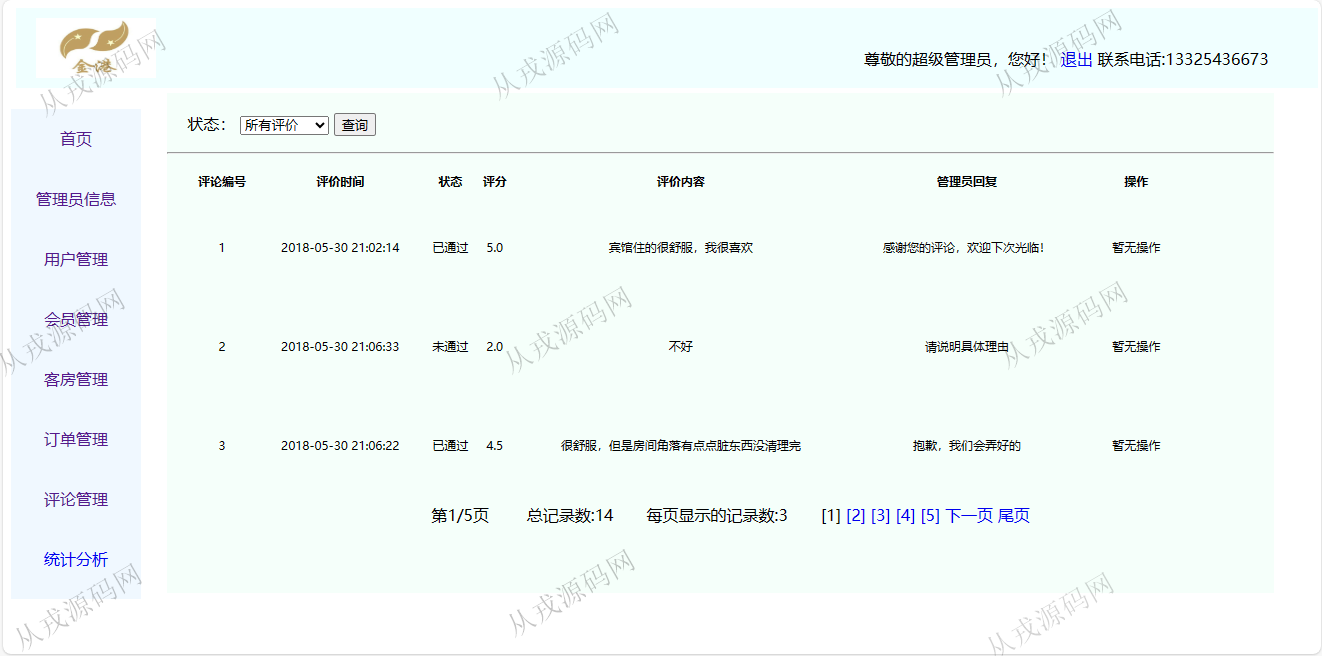 金港
尊敬的超级管理员，您好！ 退出 联系电话:13325436673
首页
管理员信息
用户管理
会员管理
客房管理
订单管理
评论管理
统计分析
状态： 所有评价 查询
评论编号 评价时间 状态 评分 评价内容 管理员回复 操作
1 2018-05-30 21:02:14 已通过 5.0 宾馆住的很舒服，我很喜欢 感谢您的评论，欢迎下次光临！ 暂无操作
2 2018-05-30 21:06:33 未通过 2.0 不好 请说明具体理由 暂无操作
3 2018-05-30 21:06:22 已通过 4.5 很舒服，但是房间角落有点点脏东西没清理完 抱歉，我们会弄好的 暂无操作
第1/5页 总记录数:14 每页显示的记录数:3 [1] [2] [3] [4] [5] 下一页 尾页
从戎源码网
从戎源码网
从戎源码网
从戎源码网
从戎源码网
从戎源码网
从戎源码网
从戎源码网
从戎源码网